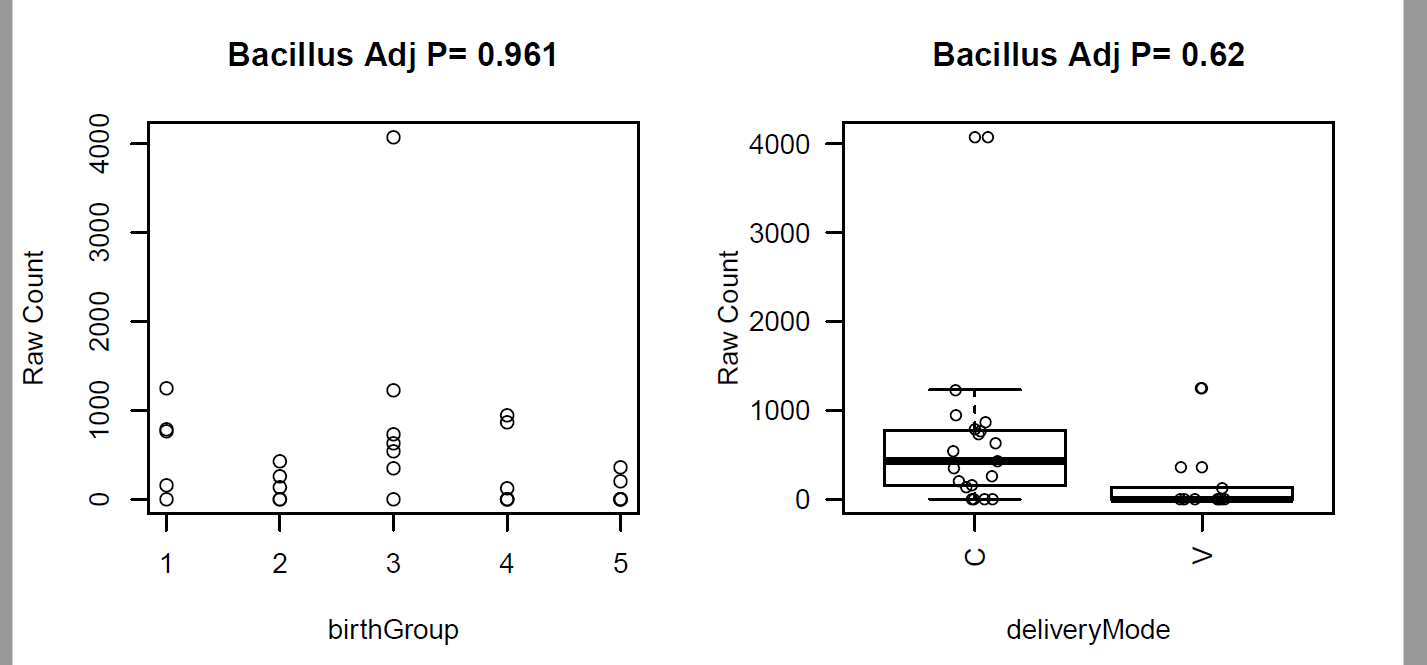 Bacillus Adj P= 0.961
Raw Count
4000
3000
2000
1000
0
1 2 3 4 5
birthGroup
Bacillus Adj P= 0.62
Raw Count
4000
3000
2000
1000
0
C V
deliveryMode